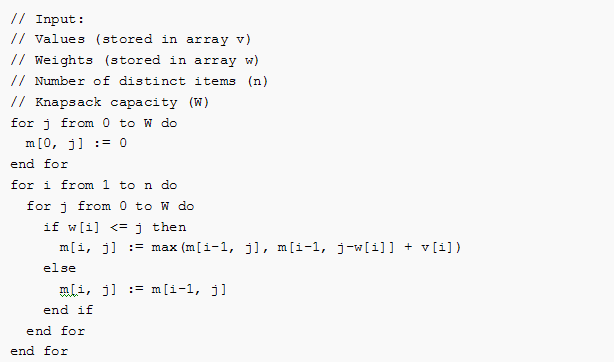 // Input:
// Values (stored in array v)
// Weights (stored in array w)
// Number of distinct items (n)
// Knapsack capacity (W)
for j from 0 to W do
  m[0, j] := 0
end for
for i from 1 to n do
  for j from 0 to W do
    if w[i] <= j then
      m[i, j] := max(m[i-1, j], m[i-1, j-w[i]] + v[i])
    else
      m[i, j] := m[i-1, j]
    end if
  end for
end for